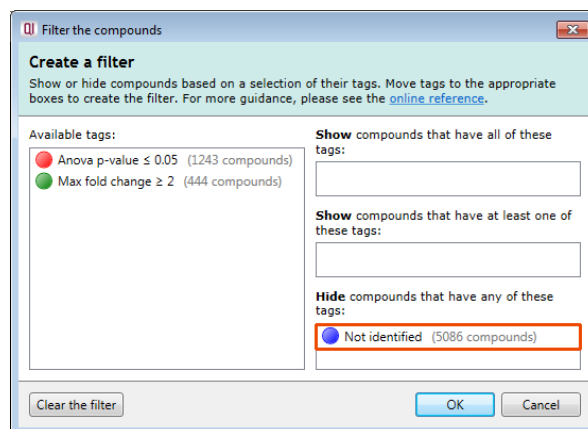 QI Filter the compounds
Create a filter
Show or hide compounds based on a selection of their tags. Move tags to the appropriate
boxes to create the filter. For more guidance, please see the online reference.
Available tags:
Anova p-value ≤ 0.05 (1243 compounds)
Max fold change ≥ 2 (444 compounds)
Show compounds that have all of these
tags:
Show compounds that have at least one of
these tags:
Hide compounds that have any of these
tags:
Not identified (5086 compounds)
Clear the filter
OK
Cancel